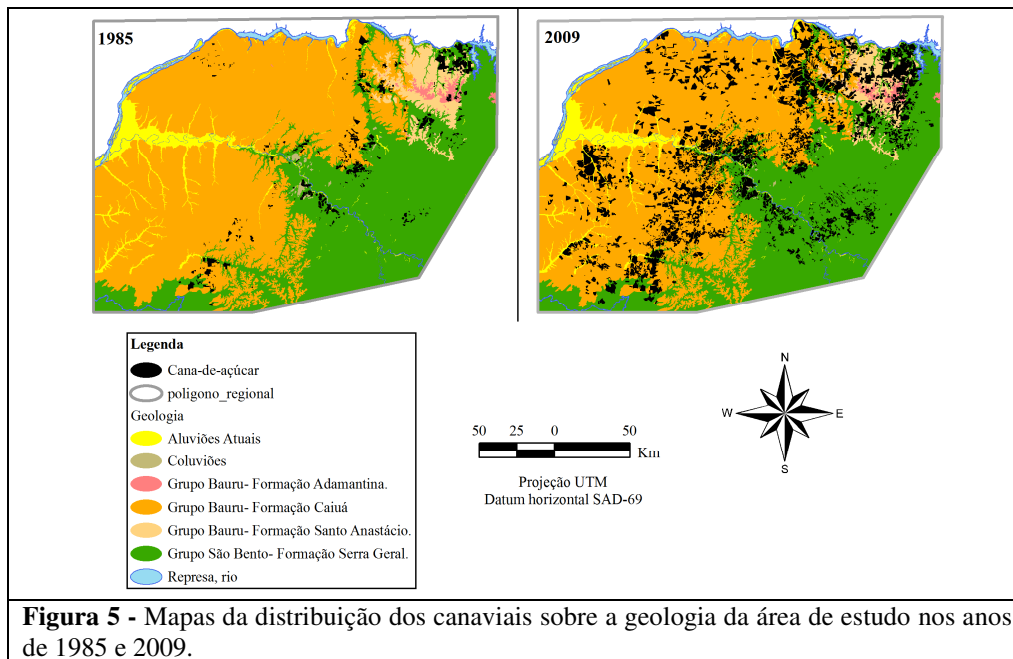 1985
2009
Legenda
Cana-de-açúcar
poligono_regional
Geologia
Aluviões Atuais
Coluviões
Grupo Bauru- Formação Adamantina.
Grupo Bauru- Formação Caiuá
Grupo Bauru- Formação Santo Anastácio.
Grupo São Bento- Formação Serra Geral.
Represa, rio
50 25 0 50
Km
Projeção UTM
Datum horizontal SAD-69
N
W E
S
Figura 5 - Mapas da distribuição dos canaviais sobre a geologia da área de estudo nos anos
de 1985 e 2009.